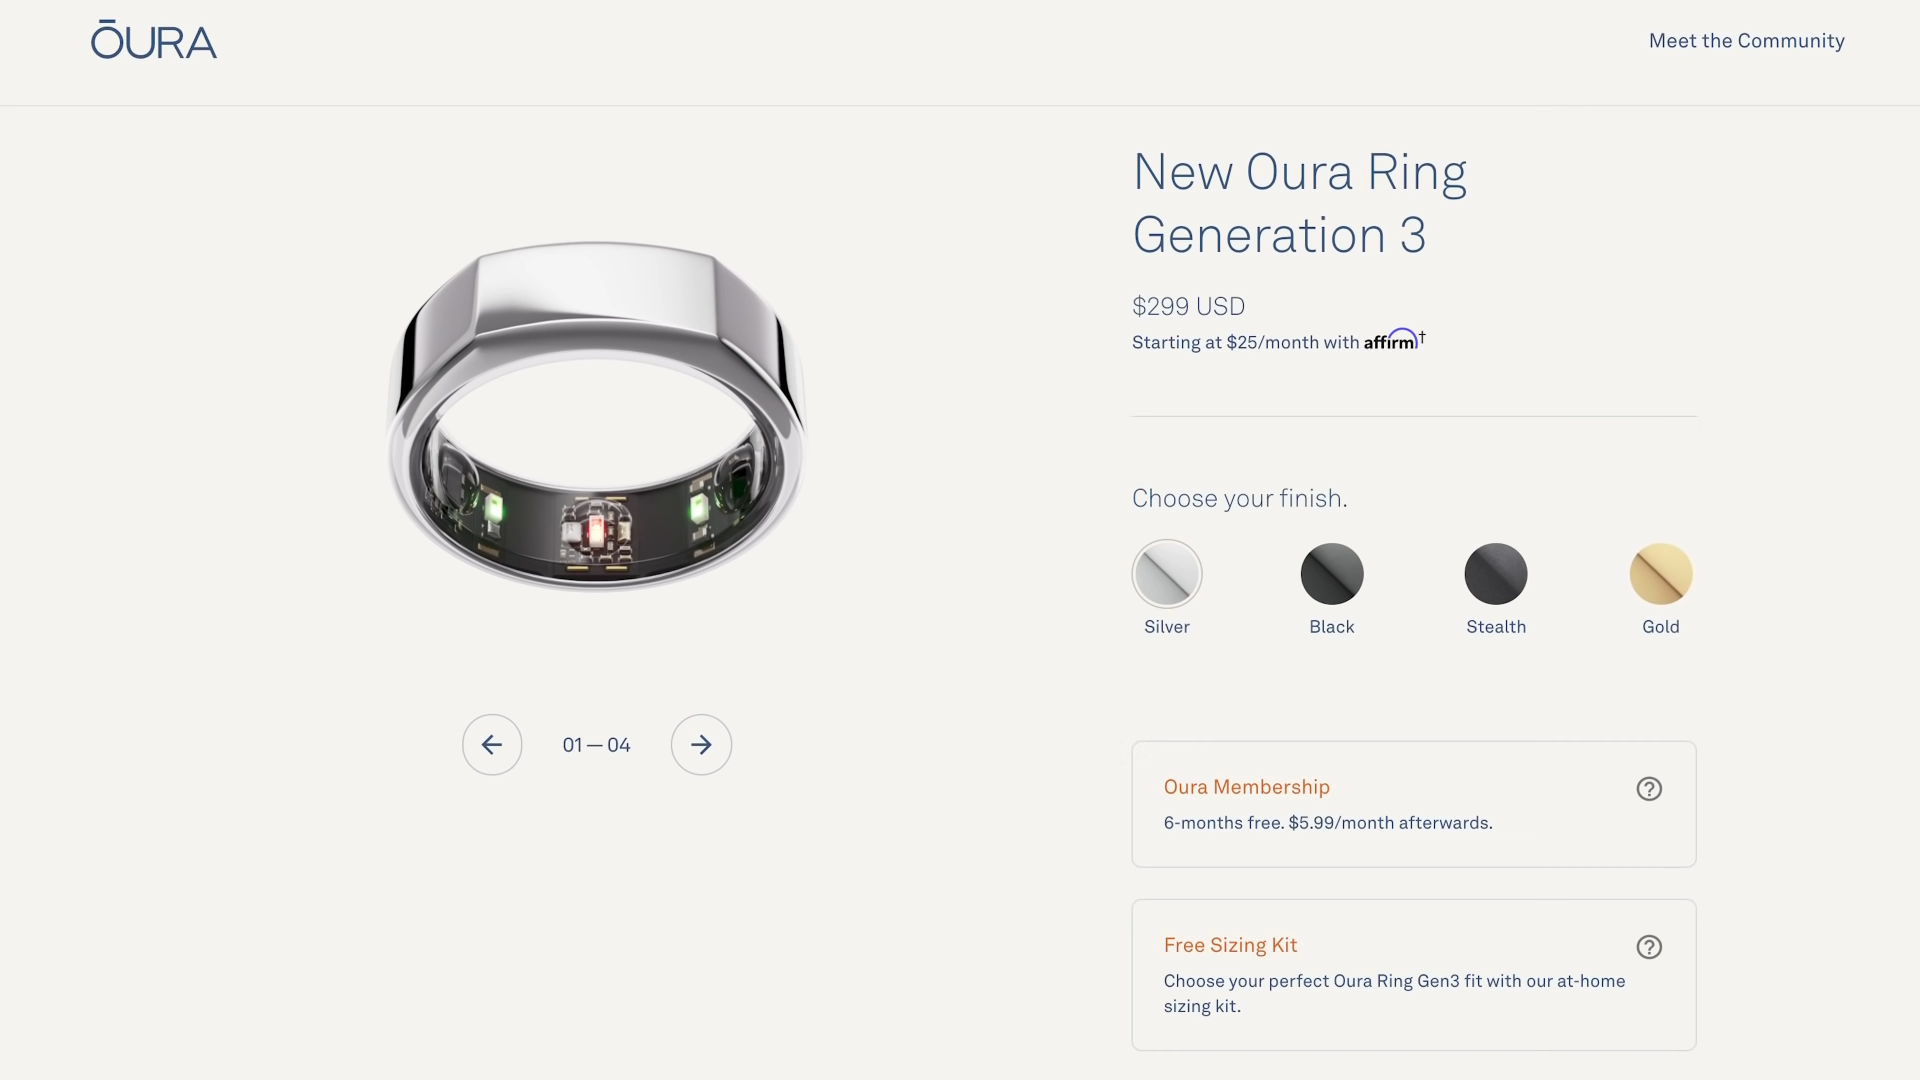 ŌURA
Meet the Community
New Oura Ring
Generation 3
$299 USD
Starting at $25/month with affirm†
Choose your finish.
Silver
Black
Stealth
Gold
01 — 04
Oura Membership
6-months free. $5.99/month afterwards.
Free Sizing Kit
Choose your perfect Oura Ring Gen3 fit with our at-home
sizing kit.